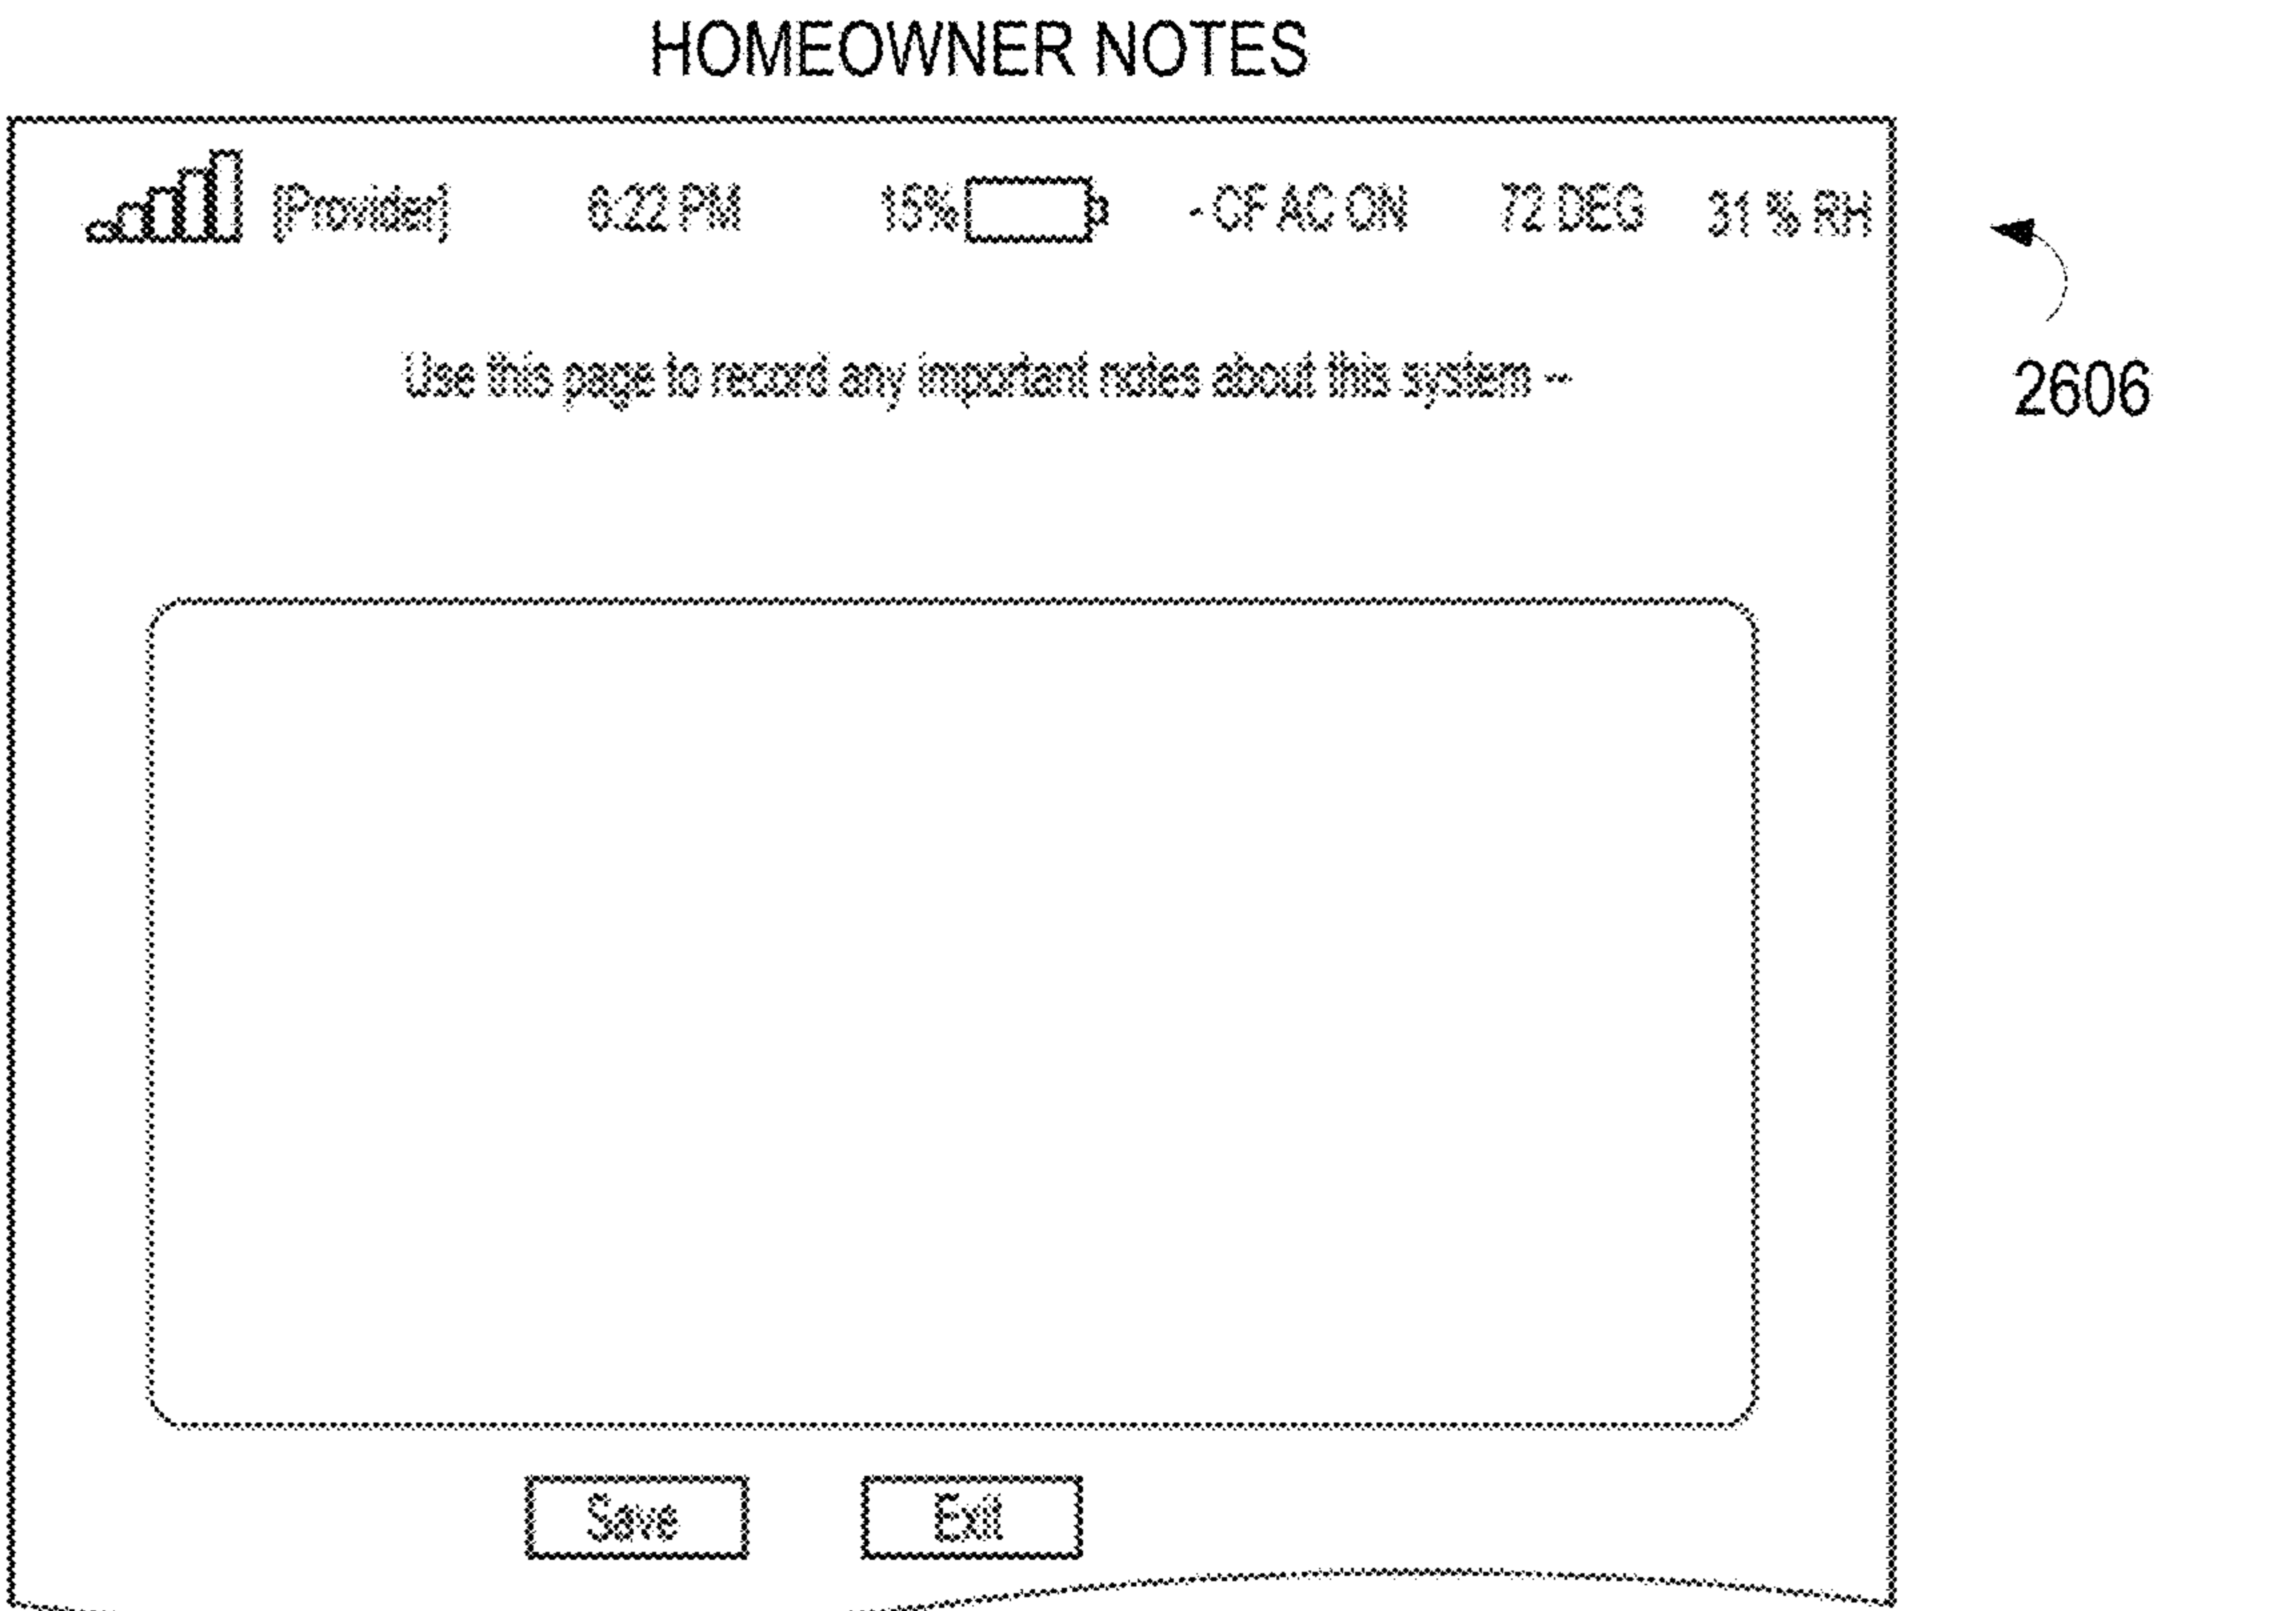 HOMEOWNER NOTES
[Provider] 6:22 PM 15% - CF AC ON 72 DEG 31 % RH
2606
Use this page to record any important notes about this system --
Save Exit